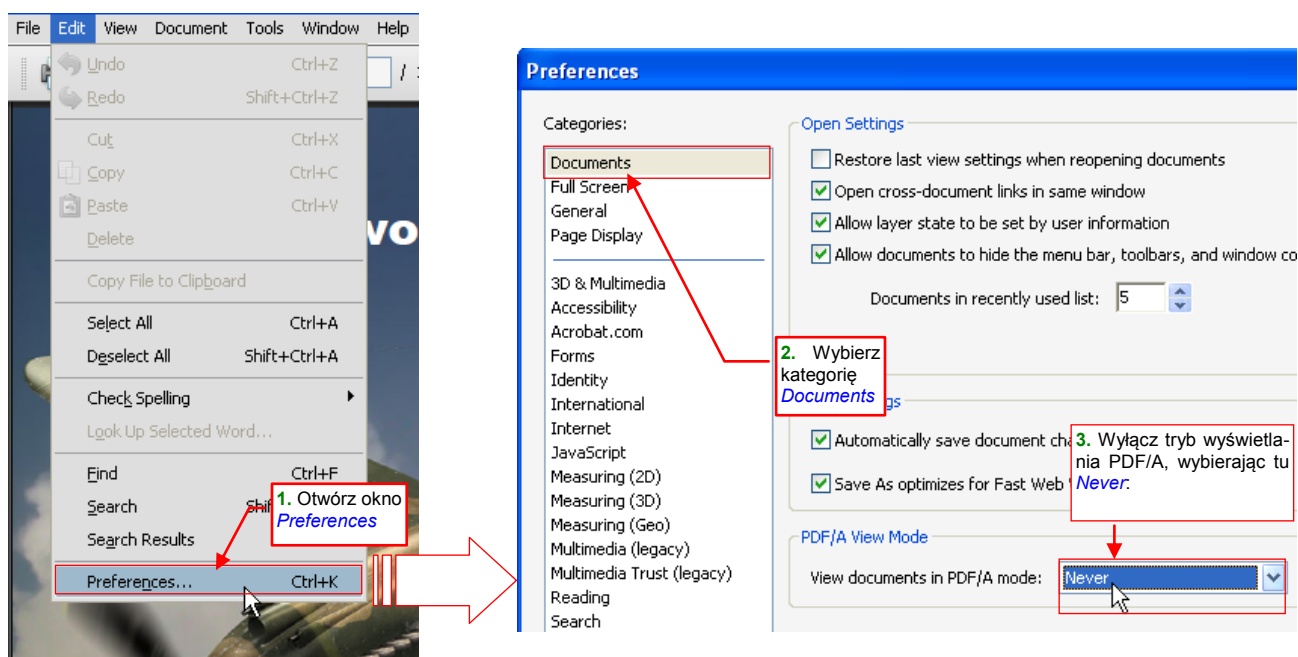 File Edit View Document Tools Window Help
/
Undo Ctrl+Z
Redo Shift+Ctrl+Z
Cut Ctrl+X
Copy Ctrl+C
Paste Ctrl+V
Delete
Copy File to Clipboard
Select All Ctrl+A
Deselect All Shift+Ctrl+A
Check Spelling
Look Up Selected Word...
Find Ctrl+F
Search
Search Results
Preferences... Ctrl+K
1. Otwórz okno
Preferences
Preferences
Categories:
Documents
Full Screen
General
Page Display
3D & Multimedia
Accessibility
Acrobat.com
Forms
Identity
International
Internet
JavaScript
Measuring (2D)
Measuring (3D)
Measuring (Geo)
Multimedia (legacy)
Multimedia Trust (legacy)
Reading
Search
2. Wybierz
kategorię
Documents
Open Settings
Restore last view settings when reopening documents
Open cross-document links in same window
Allow layer state to be set by user information
Allow documents to hide the menu bar, toolbars, and window co
Documents in recently used list: 5
Automatically save document cha
Save As optimizes for Fast Web
3. Wyłącz tryb wyświetla-
nia PDF/A, wybierając tu
Never:
PDF/A View Mode
View documents in PDF/A mode: Never